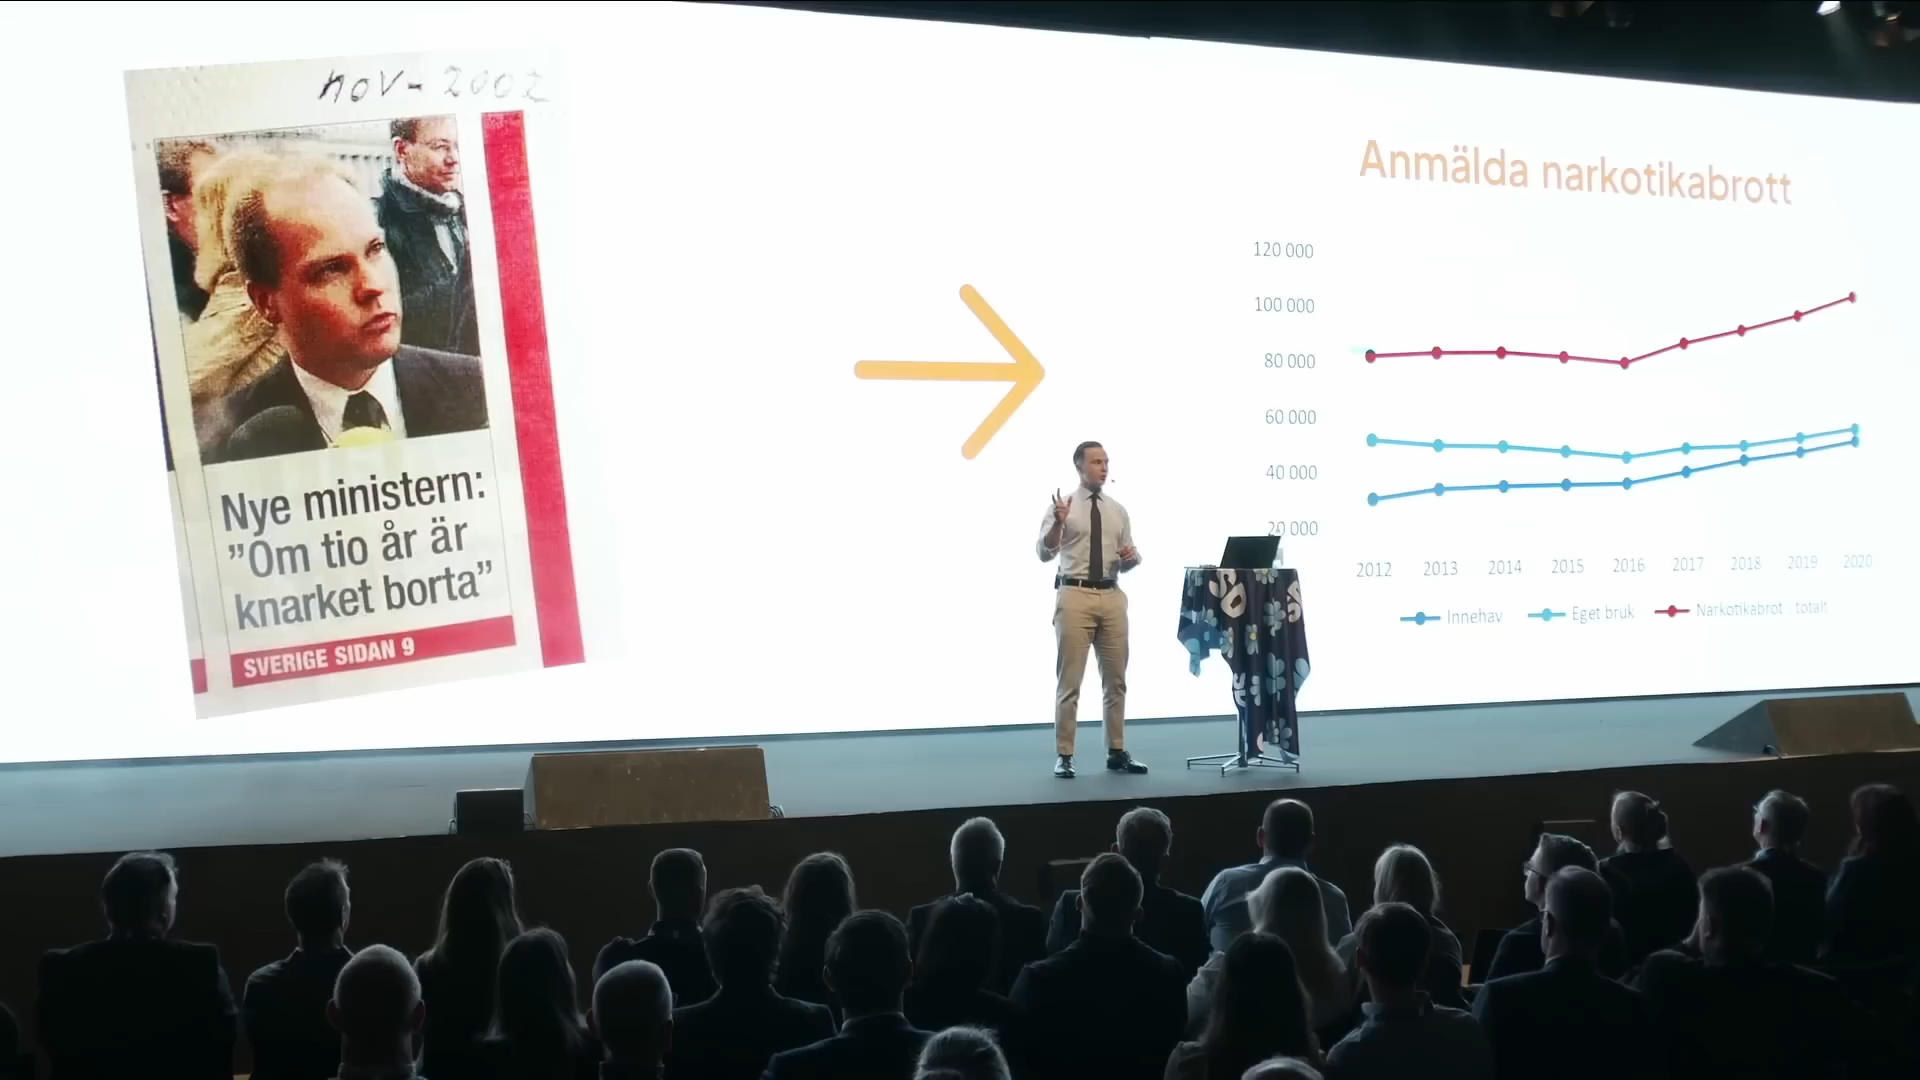 nov - 2002
Nye ministern:
"Om tio år är
knarket borta"
SVERIGE SIDAN 9
Anmälda narkotikabrott
120 000
100 000
80 000
60 000
40 000
20 000
2012 2013 2014 2015 2016 2017 2018 2019 2020
Innehav Eget bruk Narkotikabrot totalt
SD